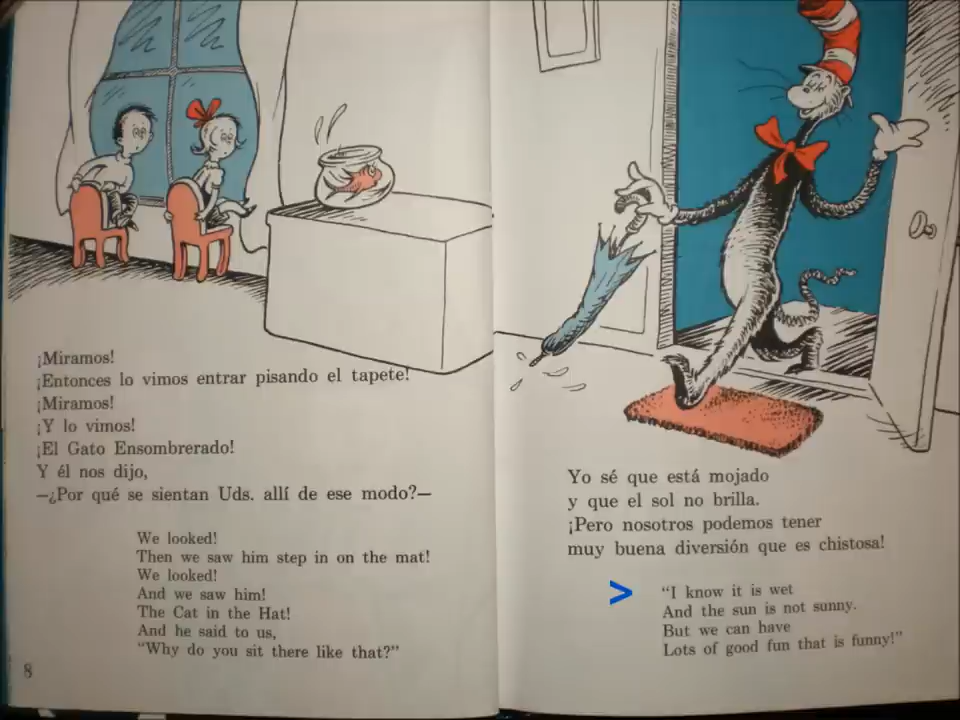 ¡Miramos!
¡Entonces lo vimos entrar pisando el tapete!
¡Miramos!
¡Y lo vimos!
¡El Gato Ensombrerado!
Y él nos dijo,
—¿Por qué se sientan Uds. allí de ese modo?—
We looked!
Then we saw him step in on the mat!
We looked!
And we saw him!
The Cat in the Hat!
And he said to us,
“Why do you sit there like that?”
8
Yo sé que está mojado
y que el sol no brilla.
¡Pero nosotros podemos tener
muy buena diversión que es chistosa!
> “I know it is wet
And the sun is not sunny.
But we can have
Lots of good fun that is funny!”